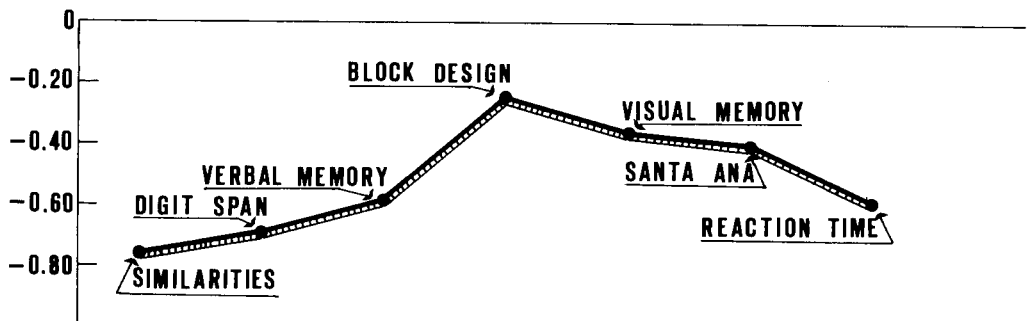 0
BLOCK DESIGN
-0.20
VISUAL MEMORY
-0.40
VERBAL MEMORY
SANTA ANA
DIGIT SPAN
-0.60
REACTION TIME
-0.80
SIMILARITIES